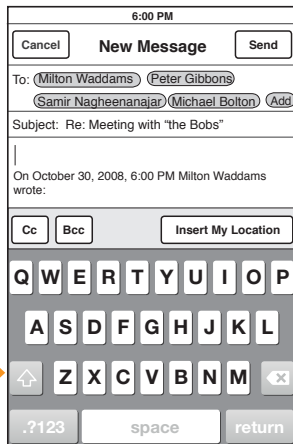 6:00 PM
Cancel New Message Send
To: Milton Waddams Peter Gibbons
Samir Nagheenanajar Michael Bolton Add
Subject: Re: Meeting with “the Bobs”
On October 30, 2008, 6:00 PM Milton Waddams
wrote:
Cc Bcc Insert My Location
Q W E R T Y U I O P
A S D F G H J K L
Z X C V B N M
.?123 space return